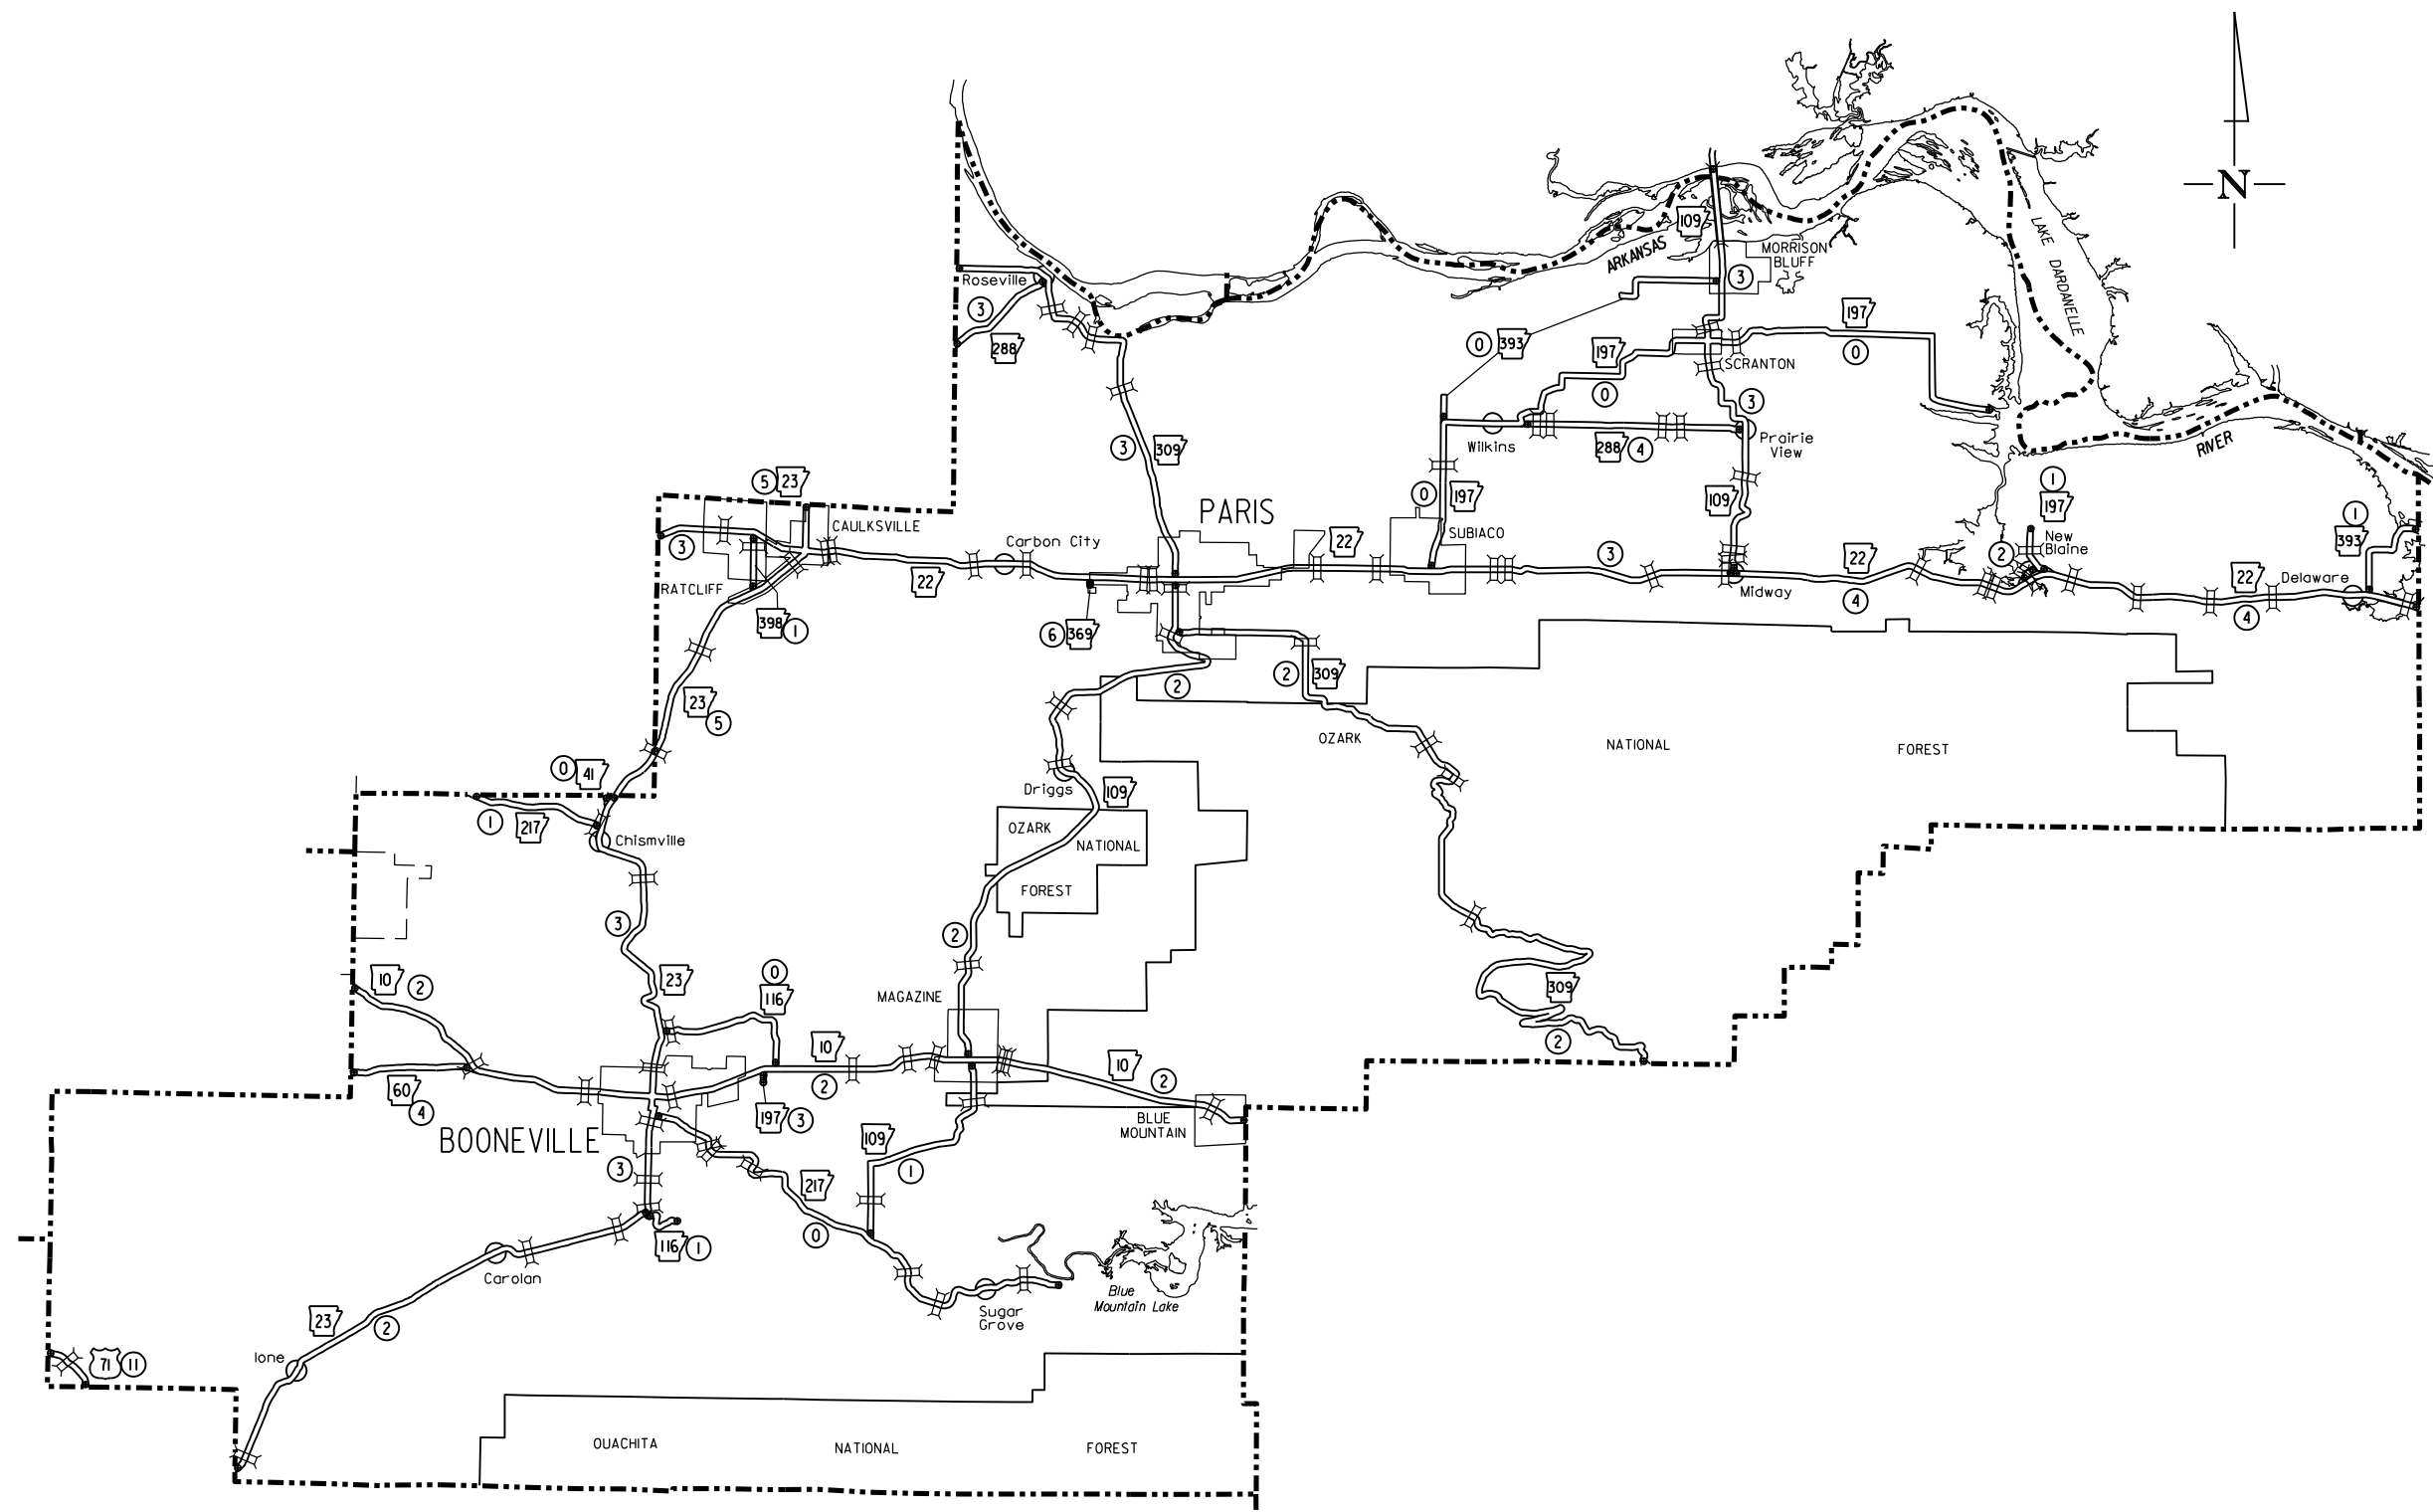 N
109
ARKANSAS
MORRISON
BLUFF
LAKE DARDANELLE
3
Roseville
3
288
0
393
197
0
197
0
SCRANTON
3
3
309
Wilkins
288
4
Prairie
View
RIVER
5
23
0
197
109
1
197
1
393
PARIS
CAULKSVILLE
SUBIACO
New
Blaine
2
3
Carbon City
22
22
3
22
22
Delaware
RATCLIFF
Midway
4
4
398
1
6
369
2
2
309
23
5
OZARK
NATIONAL
FOREST
0
41
Driggs
109
1
217
Chismville
OZARK
NATIONAL
FOREST
3
2
10
2
23
0
116
MAGAZINE
309
2
10
2
10
2
60
4
197
3
BLUE
MOUNTAIN
BOONEVILLE
109
1
3
217
0
116
1
Carolan
Blue
Mountain Lake
Sugar
Grove
23
2
Ione
71
11
OUACHITA
NATIONAL
FOREST